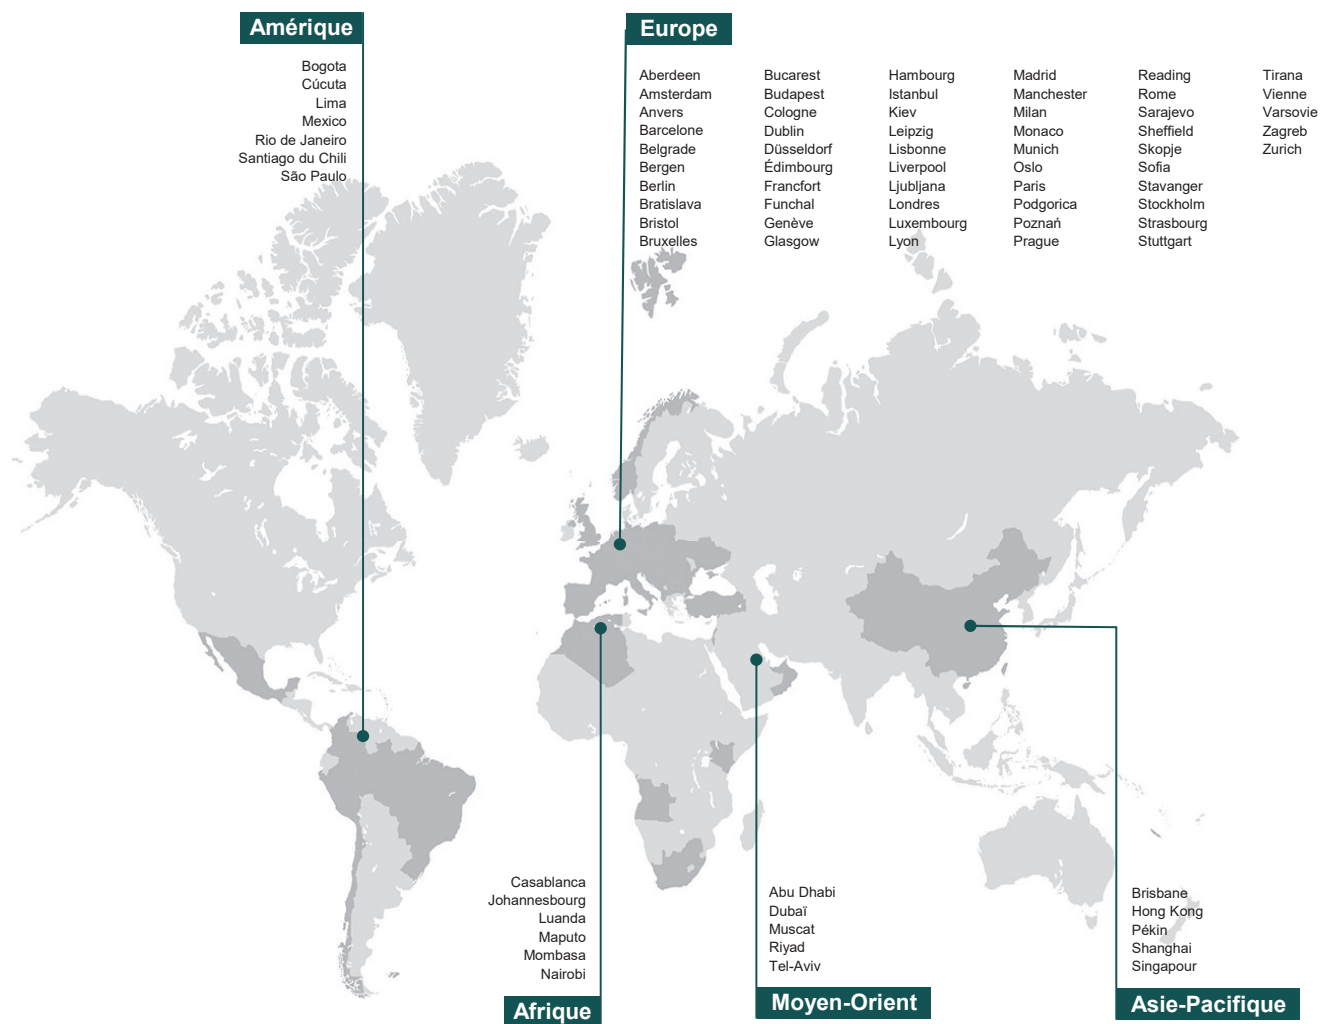 Amérique
Bogota
Cúcuta
Lima
Mexico
Rio de Janeiro
Santiago du Chili
São Paulo
Europe
Aberdeen
Amsterdam
Anvers
Barcelone
Belgrade
Bergen
Berlin
Bratislava
Bristol
Bruxelles
Bucarest
Budapest
Cologne
Dublin
Düsseldorf
Édimbourg
Francfort
Funchal
Genève
Glasgow
Hambourg
Istanbul
Kiev
Leipzig
Lisbonne
Liverpool
Ljubljana
Londres
Luxembourg
Lyon
Madrid
Manchester
Milan
Monaco
Munich
Oslo
Paris
Podgorica
Poznań
Prague
Reading
Rome
Sarajevo
Sheffield
Skopje
Sofia
Stavanger
Stockholm
Strasbourg
Stuttgart
Tirana
Vienne
Varsovie
Zagreb
Zurich
Casablanca
Johannesbourg
Luanda
Maputo
Mombasa
Nairobi
Afrique
Abu Dhabi
Dubaï
Muscat
Riyad
Tel-Aviv
Moyen-Orient
Brisbane
Hong Kong
Pékin
Shanghai
Singapour
Asie-Pacifique